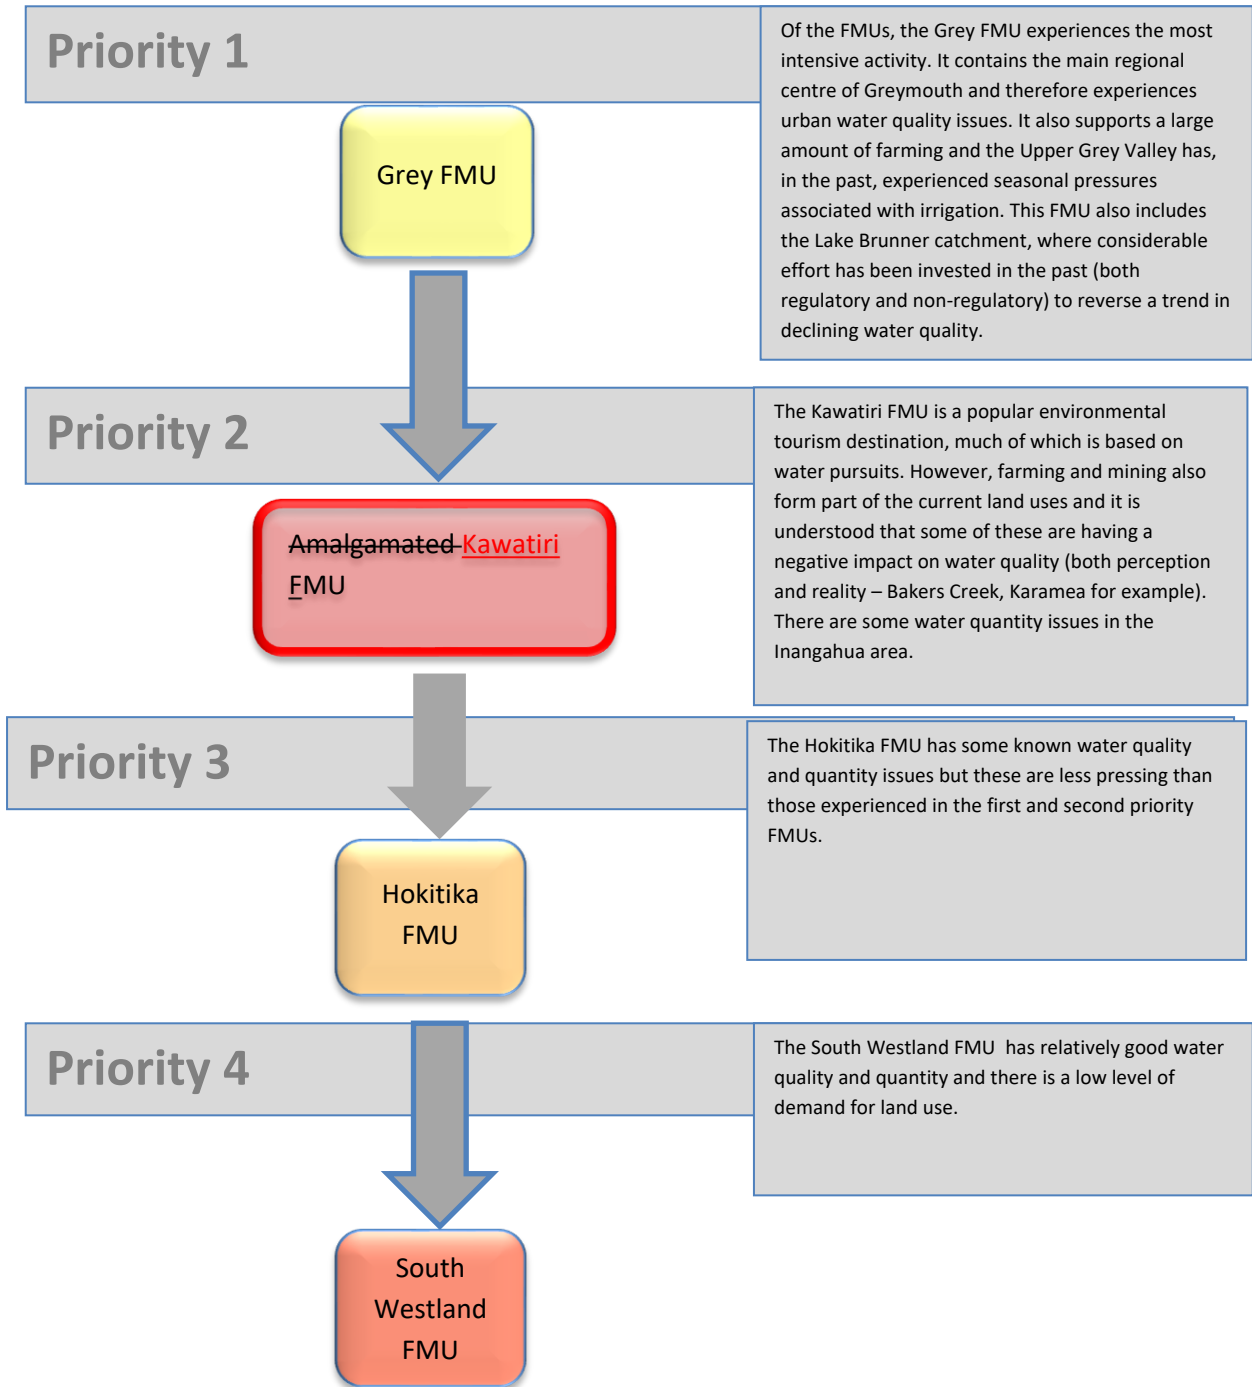 Priority 1
Of the FMUs, the Grey FMU experiences the most
intensive activity. It contains the main regional
centre of Greymouth and therefore experiences
urban water quality issues. It also supports a large
amount of farming and the Upper Grey Valley has,
in the past, experienced seasonal pressures
associated with irrigation. This FMU also includes
the Lake Brunner catchment, where considerable
effort has been invested in the past (both
regulatory and non-regulatory) to reverse a trend in
declining water quality.
Grey FMU
Priority 2
The Kawatiri FMU is a popular environmental
tourism destination, much of which is based on
water pursuits. However, farming and mining also
form part of the current land uses and it is
understood that some of these are having a
negative impact on water quality (both perception
and reality – Bakers Creek, Karamea for example).
There are some water quantity issues in the
Inangahua area.
Amalgamated Kawatiri
FMU
Priority 3
The Hokitika FMU has some known water quality
and quantity issues but these are less pressing than
those experienced in the first and second priority
FMUs.
Hokitika
FMU
Priority 4
The South Westland FMU  has relatively good water
quality and quantity and there is a low level of
demand for land use.
South
Westland
FMU